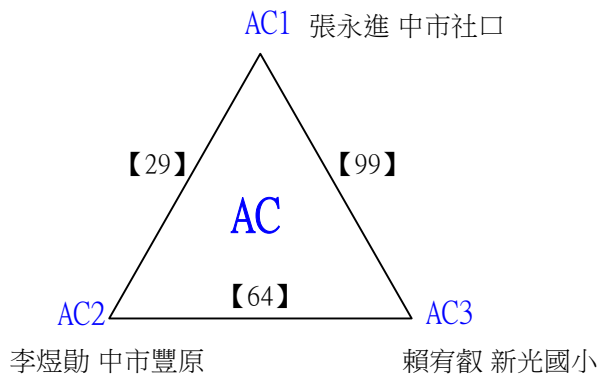 AC1 張永進 中市社口
【29】 【99】
AC
【64】
AC2 AC3
李煜勛 中市豐原 賴宥叡 新光國小